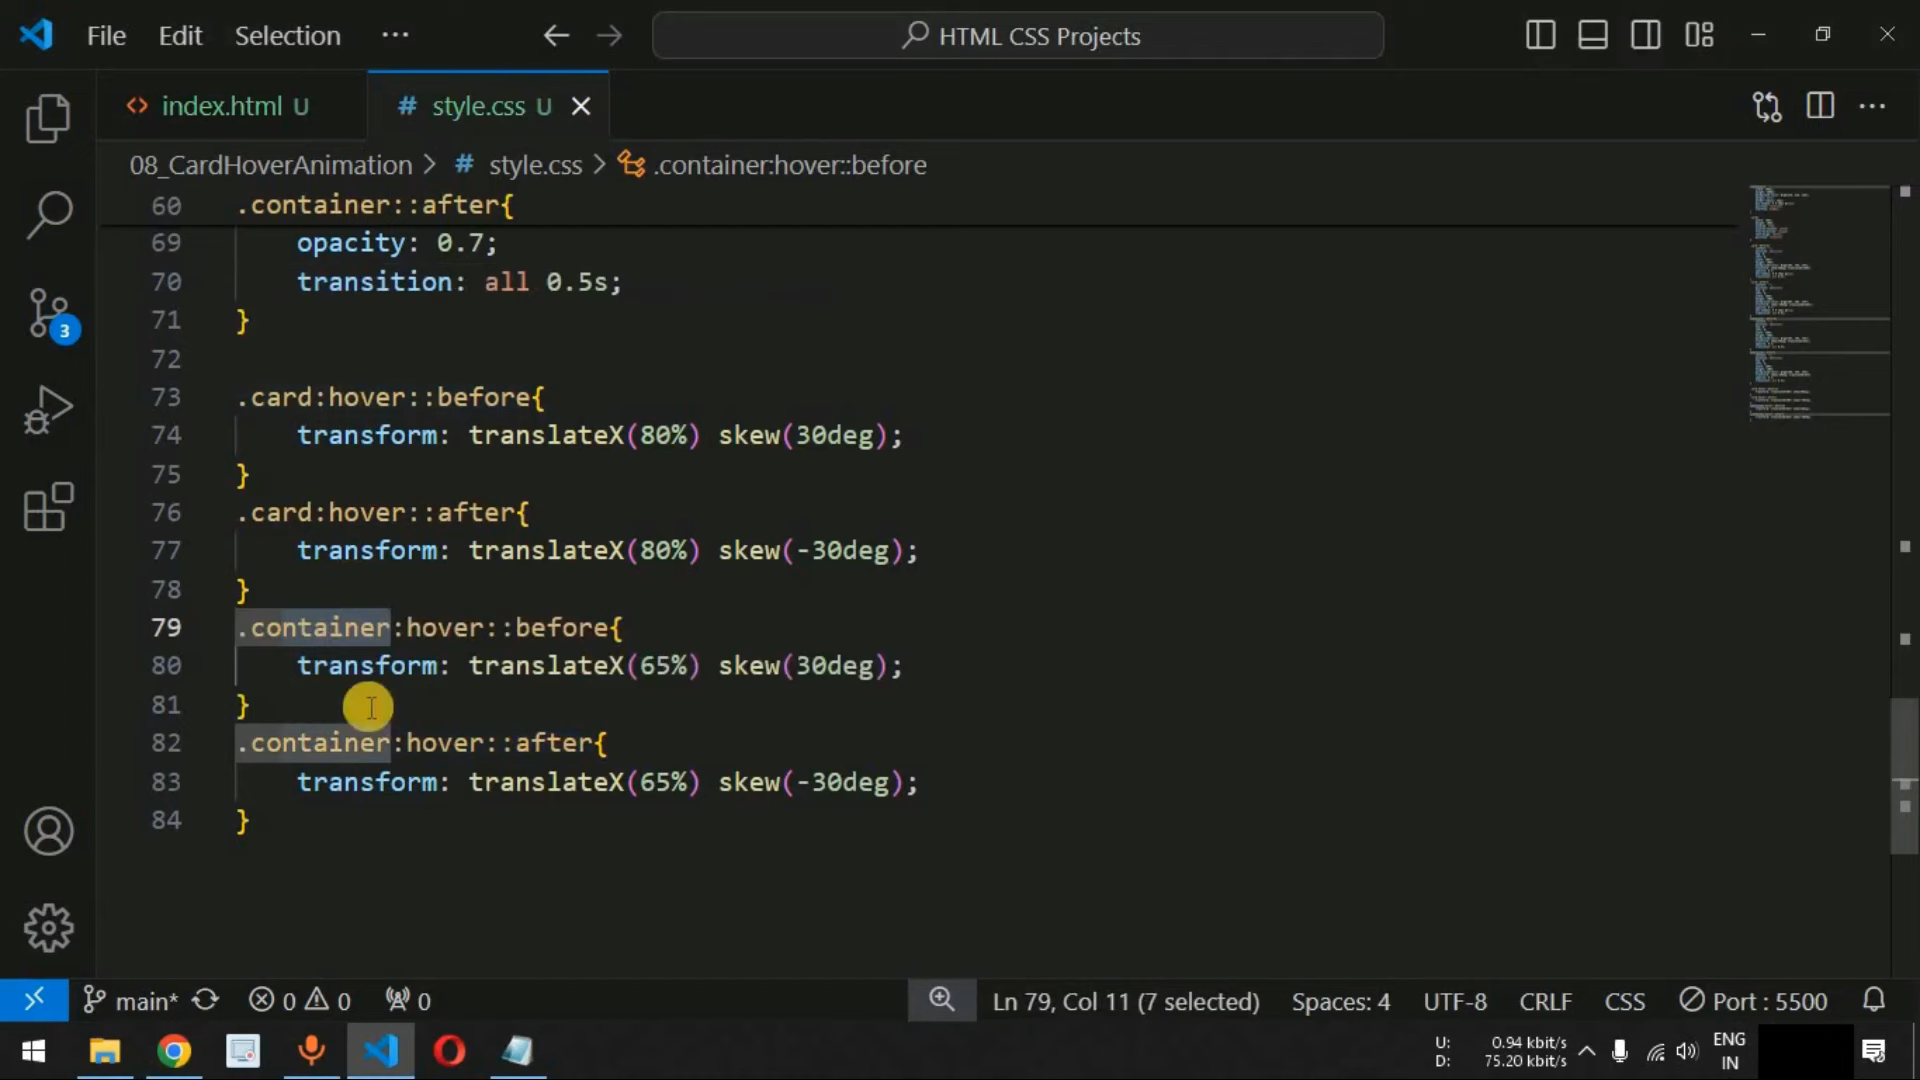 File Edit Selection ··· HTML CSS Projects
index.html U # style.css U
08_CardHoverAnimation > # style.css > .container:hover::before
60 .container::after{
69 opacity: 0.7;
70 transition: all 0.5s;
71 }
72
73 .card:hover::before{
74 transform: translateX(80%) skew(30deg);
75 }
76 .card:hover::after{
77 transform: translateX(80%) skew(-30deg);
78 }
79 .container:hover::before{
80 transform: translateX(65%) skew(30deg);
81 }
82 .container:hover::after{
83 transform: translateX(65%) skew(-30deg);
84 }
3
main* 0 0 0 Ln 79, Col 11 (7 selected) Spaces: 4 UTF-8 CRLF CSS Port : 5500
U: 0.94 kbit/s ENG
D: 75.20 kbit/s IN